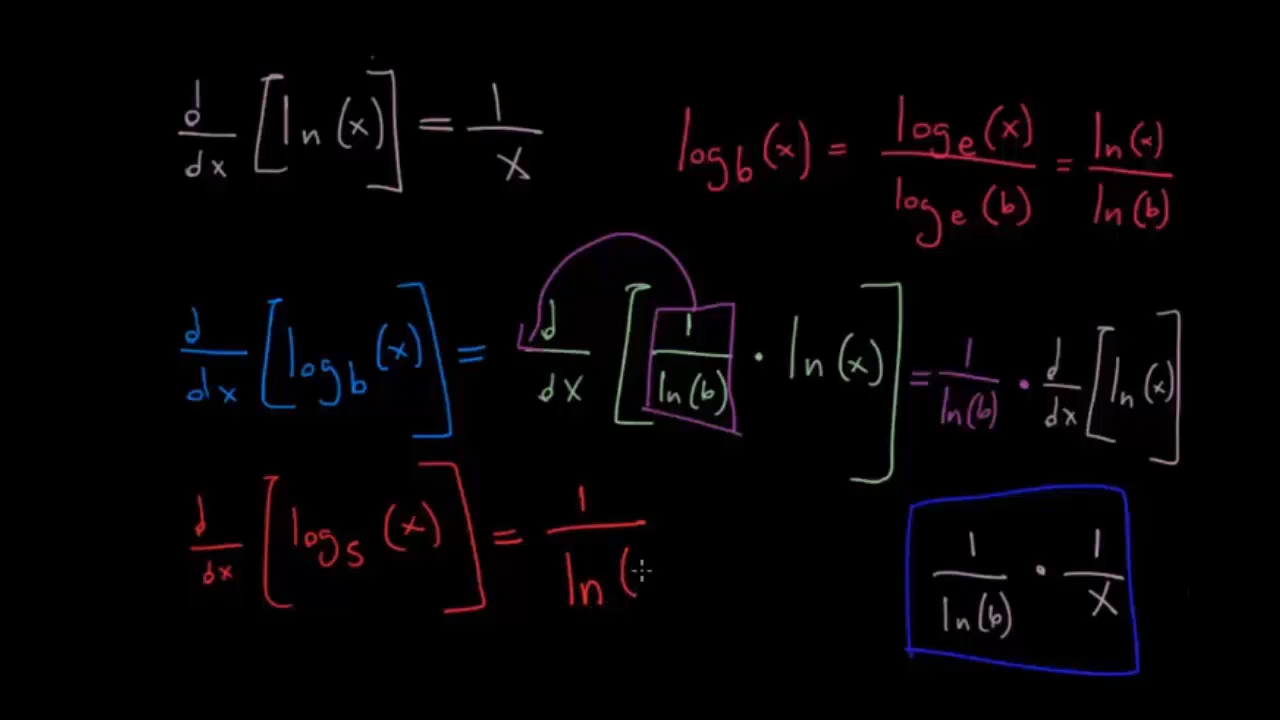 d/dx [ln(x)] = 1/x
log_b(x) = log_e(x)/log_e(b) = ln(x)/ln(b)
d/dx [log_b(x)] = d/dx [1/ln(b) · ln(x)] = 1/ln(b) · d/dx [ln(x)]
d/dx [log_5(x)] = 1/ln(
1/ln(b) · 1/x